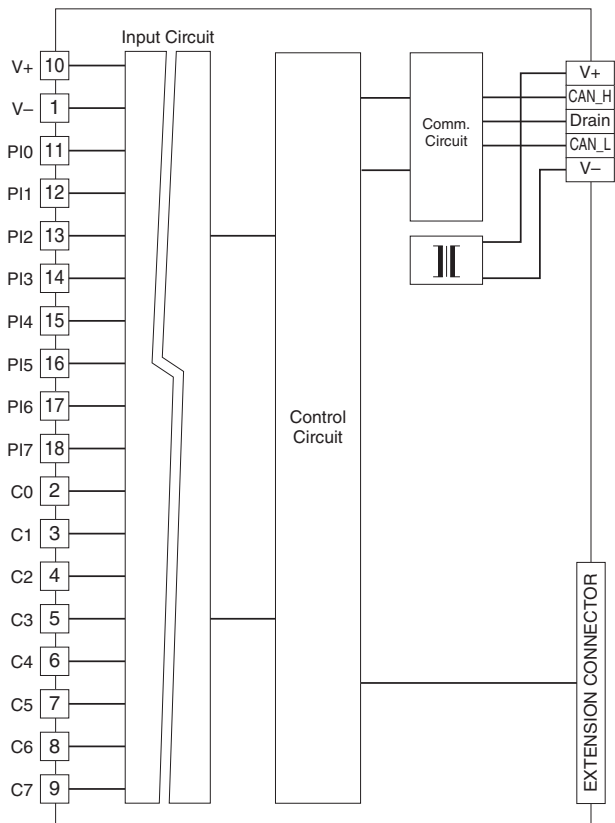 Input Circuit
V+ 10
V− 1
PI0 11
PI1 12
PI2 13
PI3 14
PI4 15
PI5 16
PI6 17
PI7 18
C0 2
C1 3
C2 4
C3 5
C4 6
C5 7
C6 8
C7 9
Control
Circuit
Comm.
Circuit
V+
CAN_H
Drain
CAN_L
V−
EXTENSION CONNECTOR